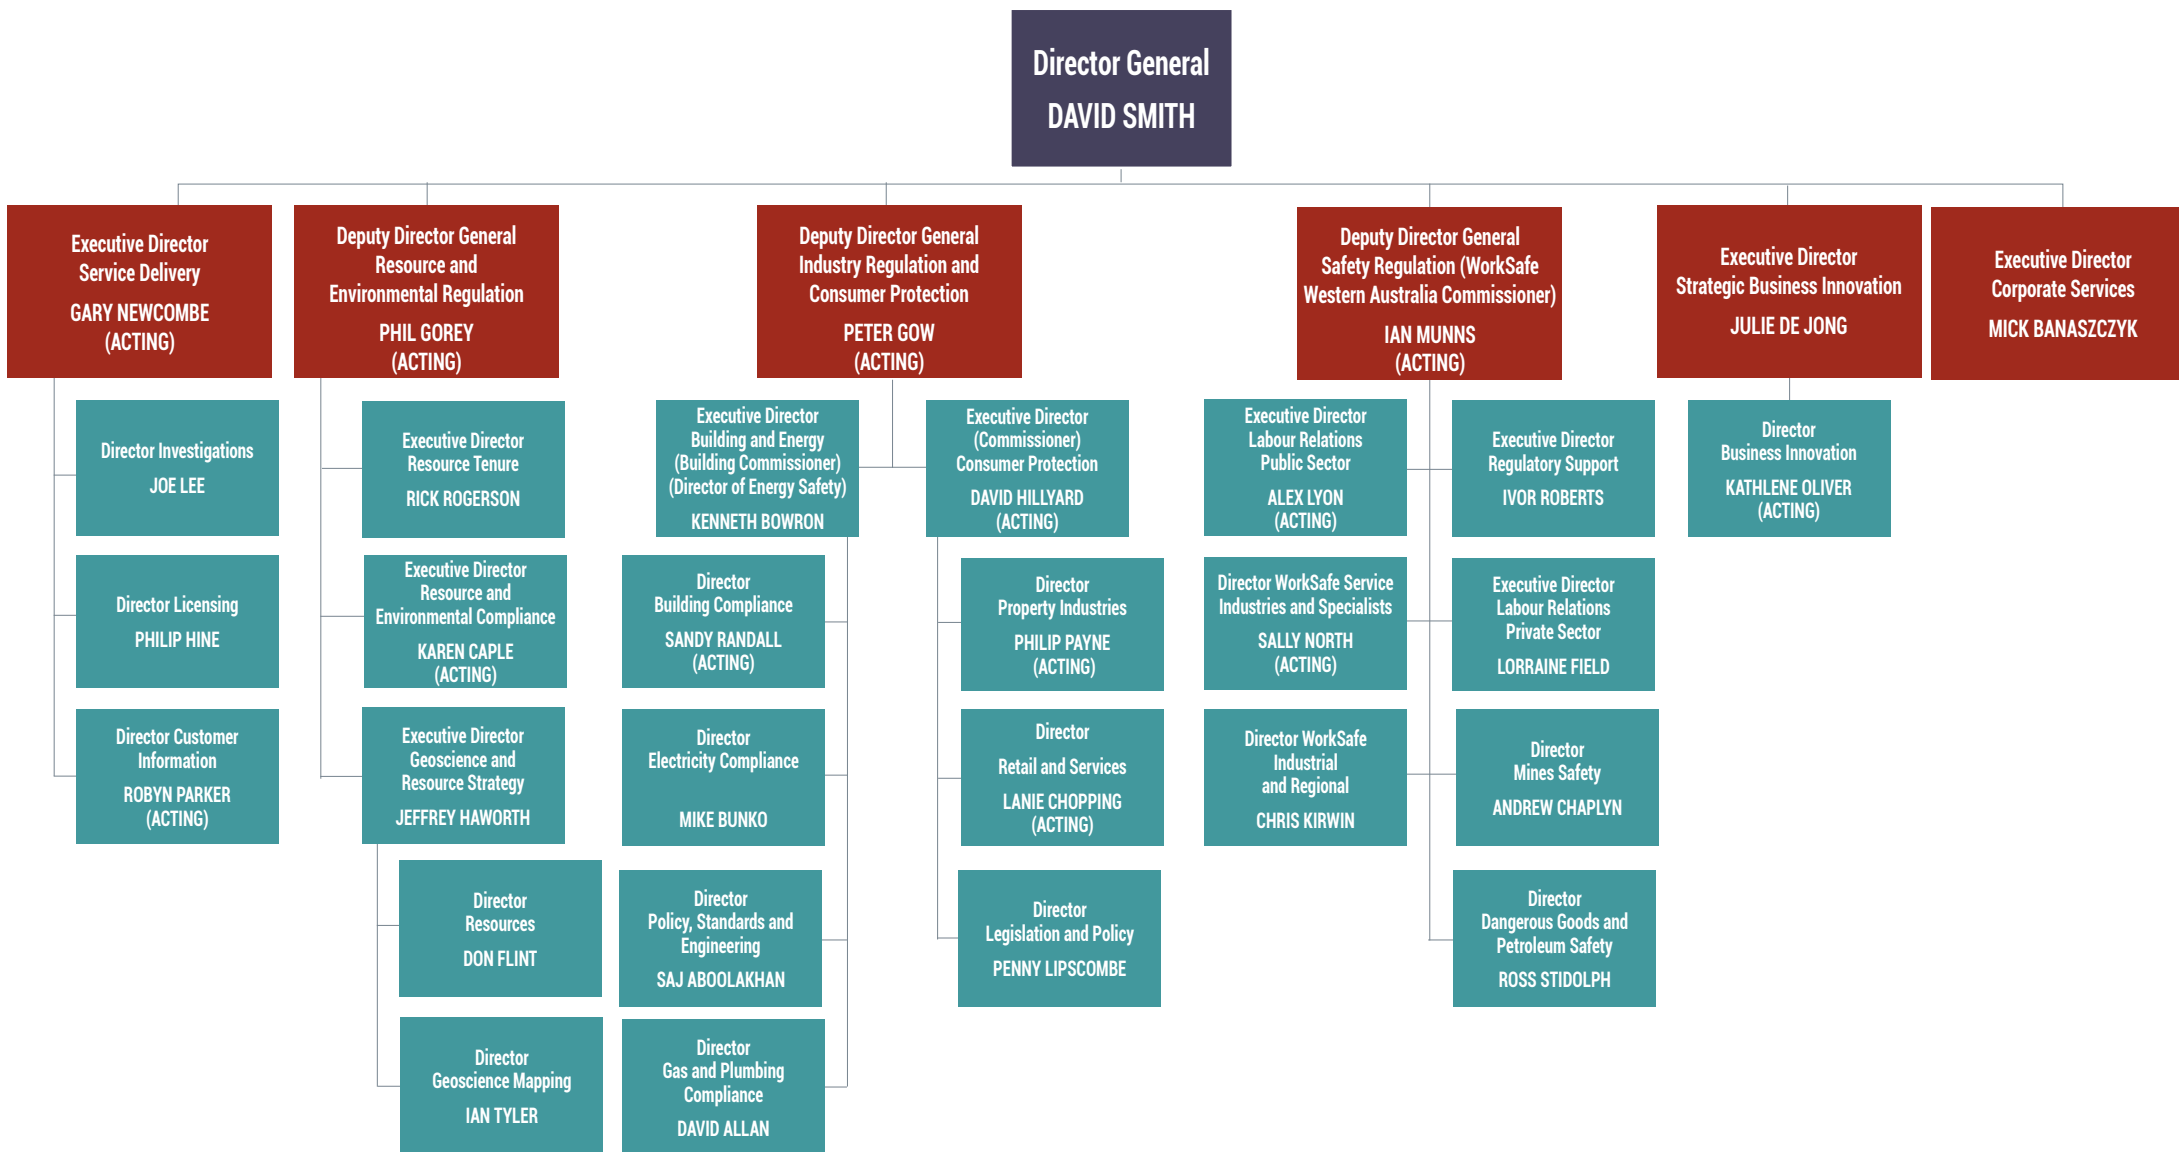 Director General
DAVID SMITH
Executive Director
Service Delivery
GARY NEWCOMBE
(ACTING)
Deputy Director General
Resource and
Environmental Regulation
PHIL GOREY
(ACTING)
Deputy Director General
Industry Regulation and
Consumer Protection
PETER GOW
(ACTING)
Deputy Director General
Safety Regulation (WorkSafe
Western Australia Commissioner)
IAN MUNNS
(ACTING)
Executive Director
Strategic Business Innovation
JULIE DE JONG
Executive Director
Corporate Services
MICK BANASZCZYK
Director Investigations
JOE LEE
Director Licensing
PHILIP HINE
Director Customer
Information
ROBYN PARKER
(ACTING)
Executive Director
Resource Tenure
RICK ROGERSON
Executive Director
Resource and
Environmental Compliance
KAREN CAPLE
(ACTING)
Executive Director
Geoscience and
Resource Strategy
JEFFREY HAWORTH
Director
Resources
DON FLINT
Director
Geoscience Mapping
IAN TYLER
Executive Director
Building and Energy
(Building Commissioner)
(Director of Energy Safety)
KENNETH BOWRON
Director
Building Compliance
SANDY RANDALL
(ACTING)
Director
Electricity Compliance
MIKE BUNKO
Director
Policy, Standards and
Engineering
SAJ ABOOLAKHAN
Director
Gas and Plumbing
Compliance
DAVID ALLAN
Executive Director
(Commissioner)
Consumer Protection
DAVID HILLYARD
(ACTING)
Director
Property Industries
PHILIP PAYNE
(ACTING)
Director
Retail and Services
LANIE CHOPPING
(ACTING)
Director
Legislation and Policy
PENNY LIPSCOMBE
Executive Director
Labour Relations
Public Sector
ALEX LYON
(ACTING)
Director WorkSafe Service
Industries and Specialists
SALLY NORTH
(ACTING)
Director WorkSafe
Industrial
and Regional
CHRIS KIRWIN
Executive Director
Regulatory Support
IVOR ROBERTS
Executive Director
Labour Relations
Private Sector
LORRAINE FIELD
Director
Mines Safety
ANDREW CHAPLYN
Director
Dangerous Goods and
Petroleum Safety
ROSS STIDOLPH
Director
Business Innovation
KATHLENE OLIVER
(ACTING)